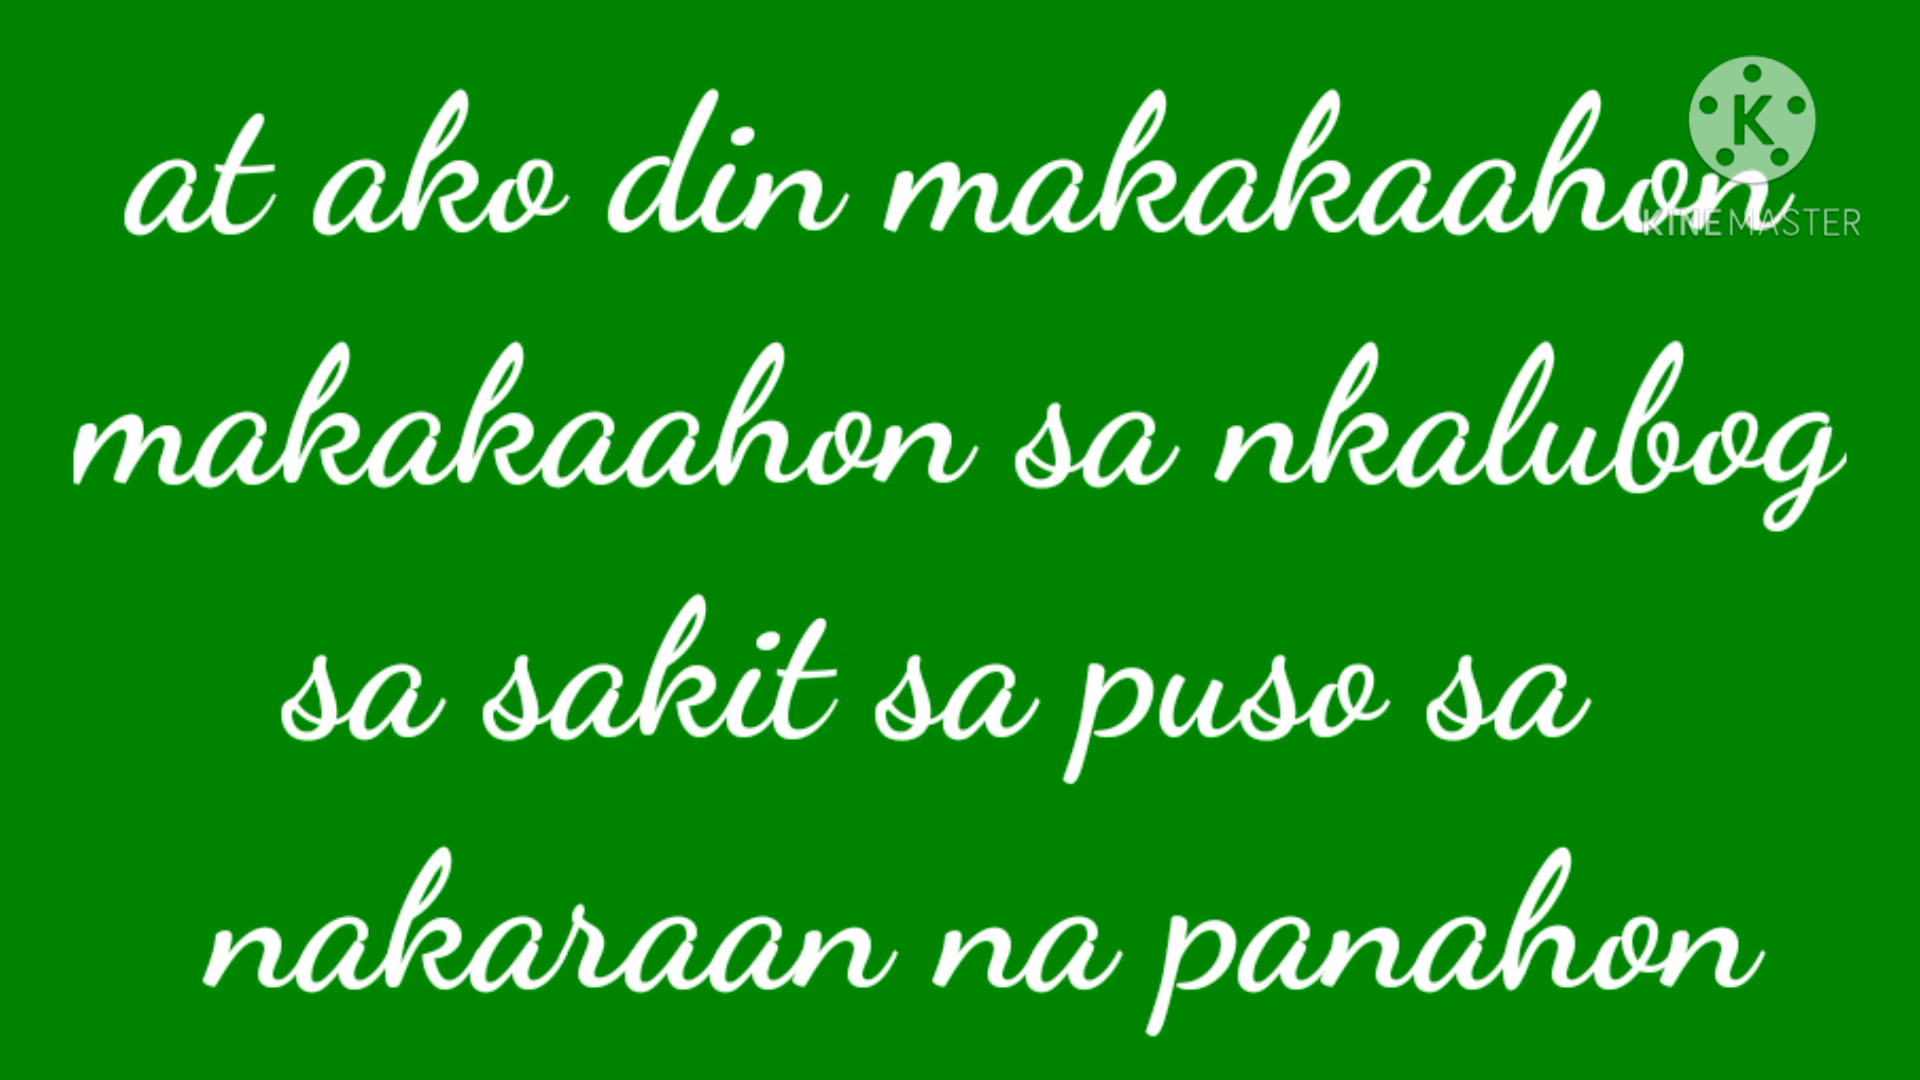 at ako din makakaahon
K
KINEMASTER
makakaahon sa nkalubog
sa sakit sa puso sa
nakaraan na panahon